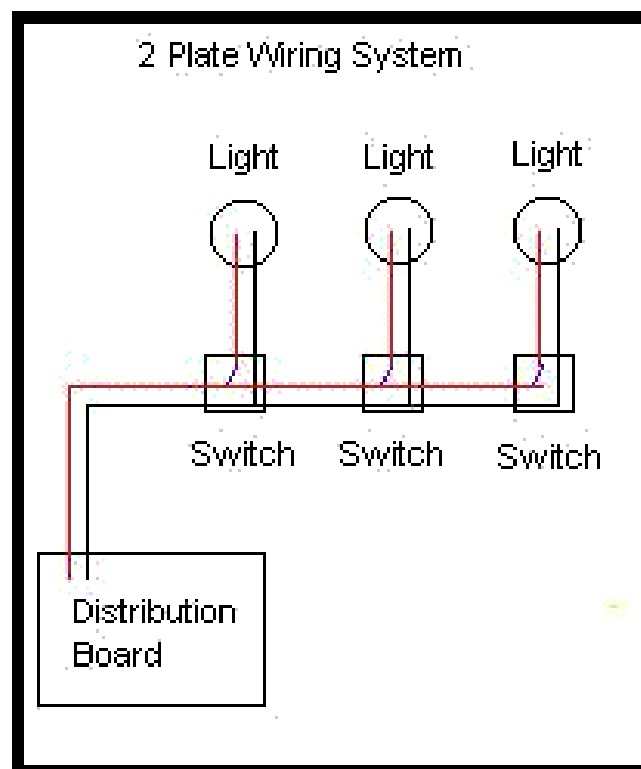 2 Plate Wiring System
Light Light Light
Switch Switch Switch
Distribution
Board